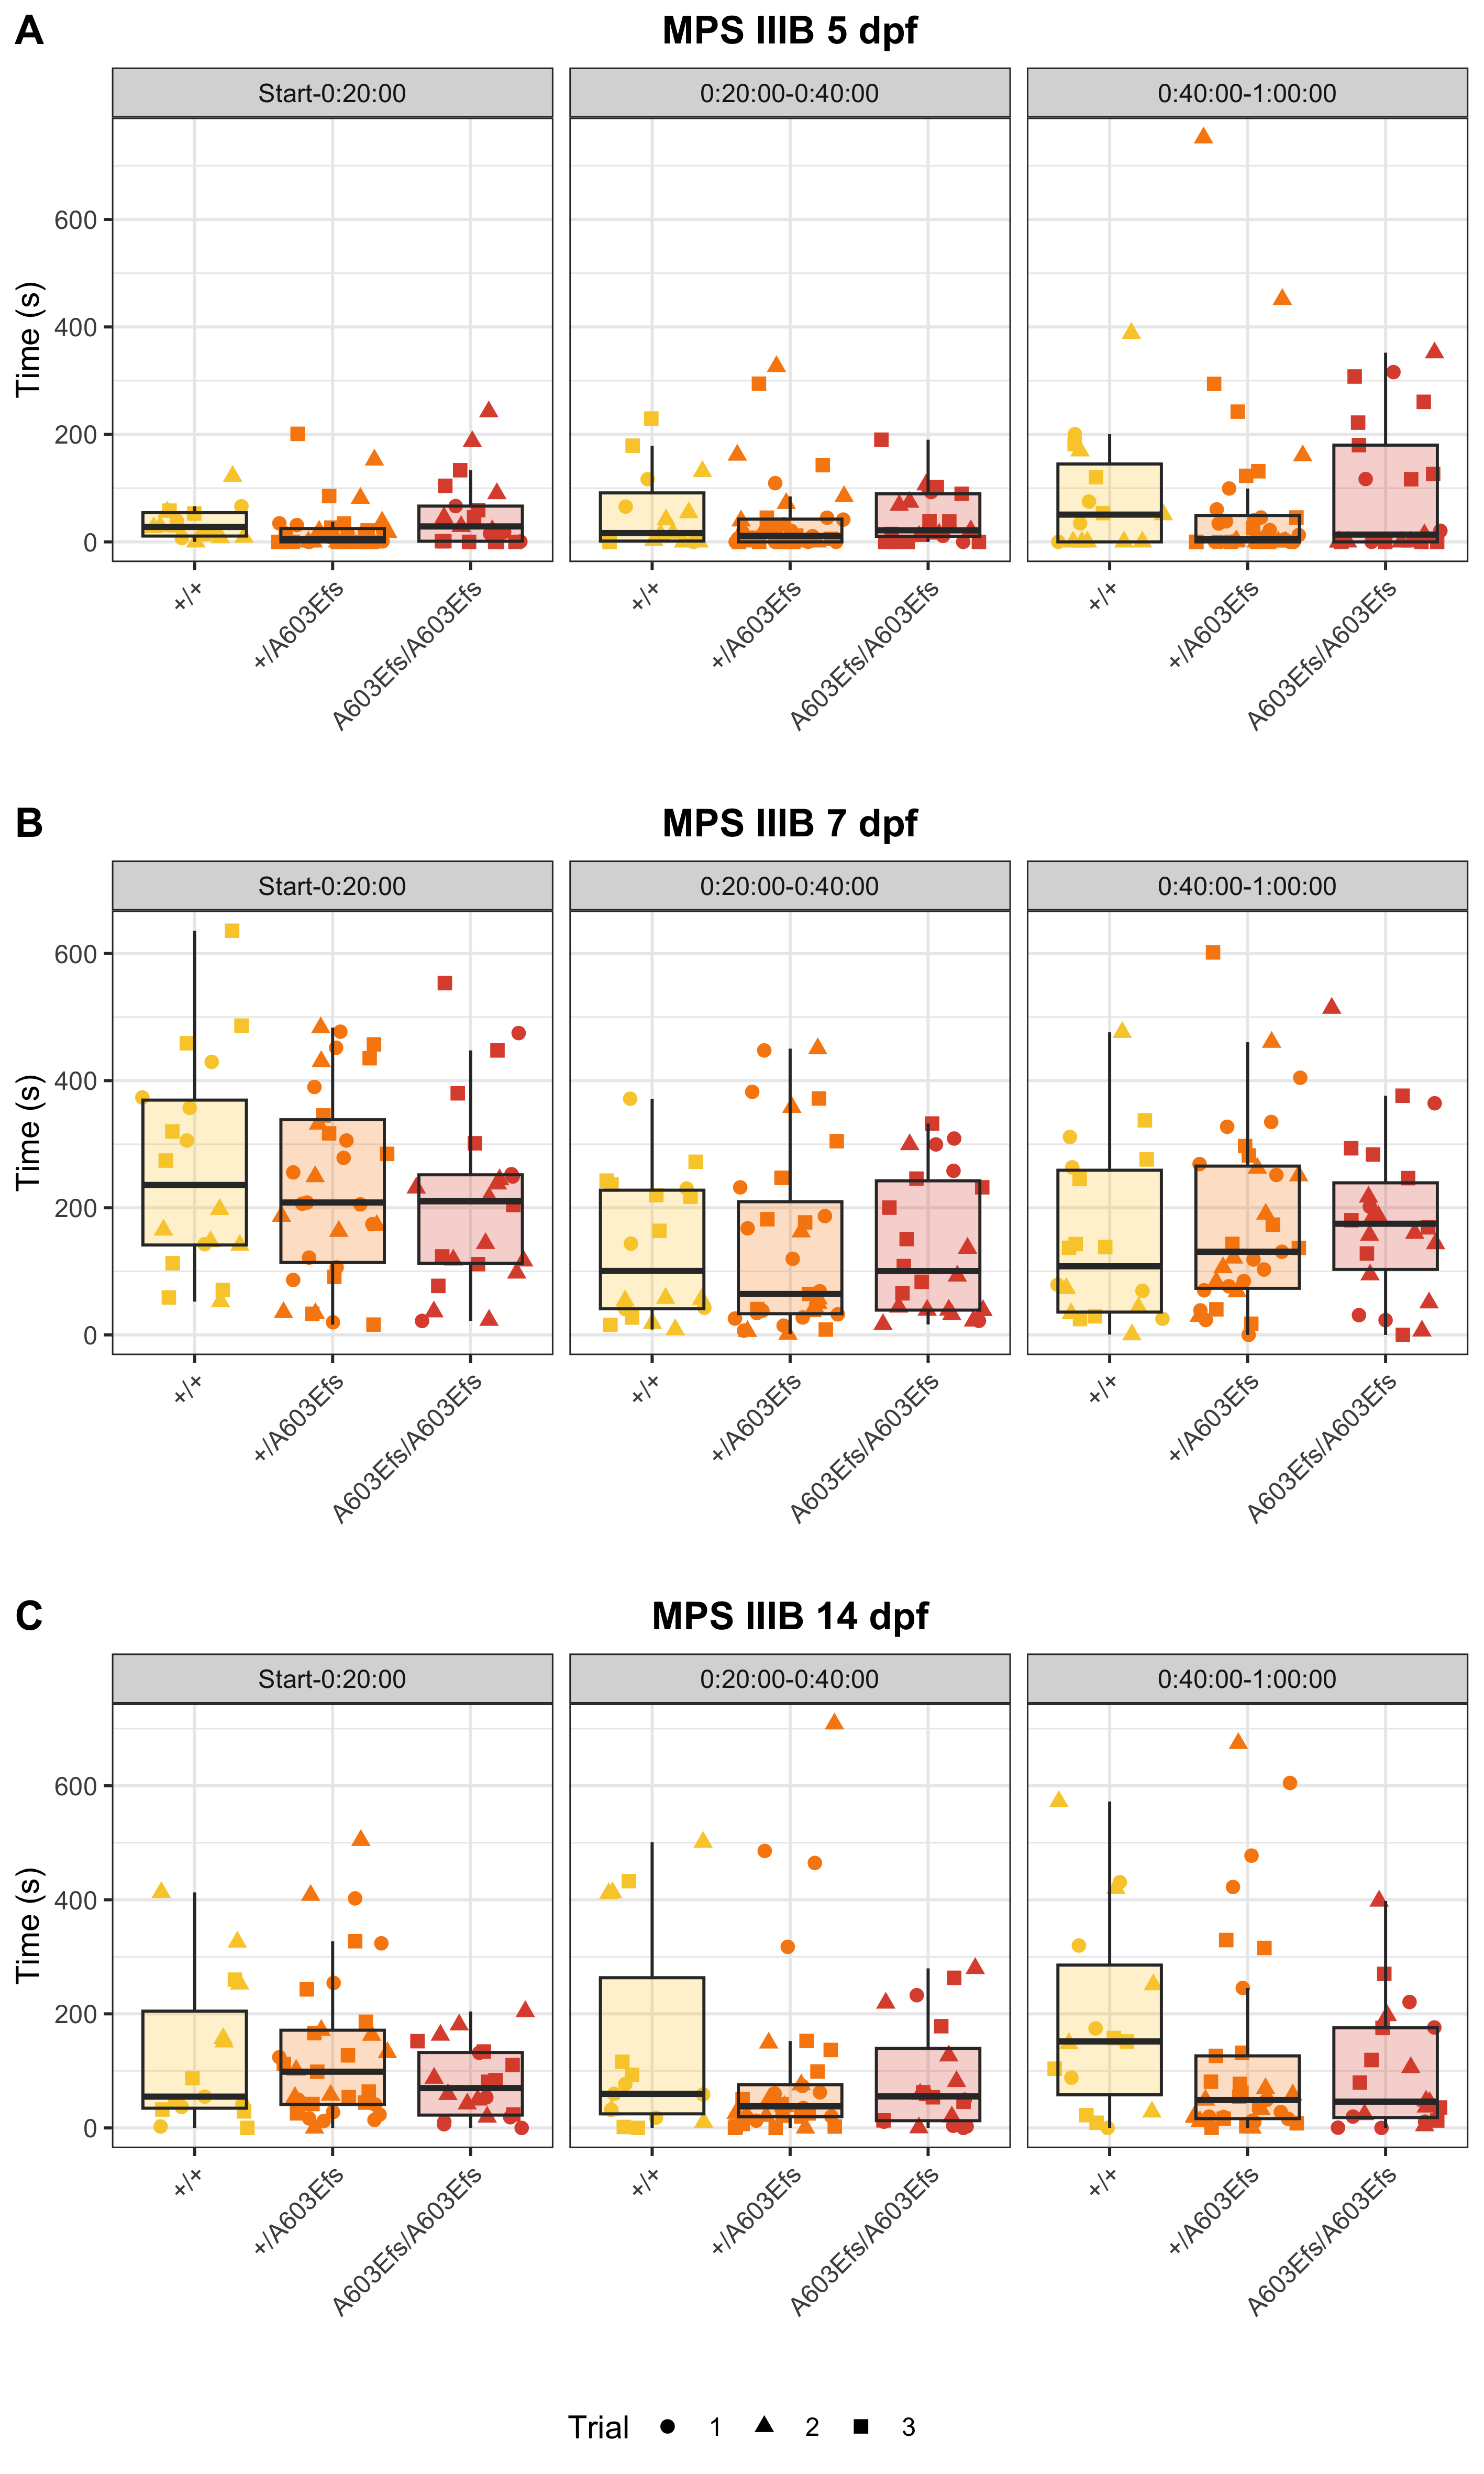 A
MPS IIIB 5 dpf
Start-0:20:00 0:20:00-0:40:00 0:40:00-1:00:00
Time (s)
600
400
200
0
+/+ +/A603Efs A603Efs/A603Efs +/+ +/A603Efs A603Efs/A603Efs +/+ +/A603Efs A603Efs/A603Efs
B
MPS IIIB 7 dpf
Start-0:20:00 0:20:00-0:40:00 0:40:00-1:00:00
Time (s)
600
400
200
0
+/+ +/A603Efs A603Efs/A603Efs +/+ +/A603Efs A603Efs/A603Efs +/+ +/A603Efs A603Efs/A603Efs
C
MPS IIIB 14 dpf
Start-0:20:00 0:20:00-0:40:00 0:40:00-1:00:00
Time (s)
600
400
200
0
+/+ +/A603Efs A603Efs/A603Efs +/+ +/A603Efs A603Efs/A603Efs +/+ +/A603Efs A603Efs/A603Efs
Trial 1 2 3